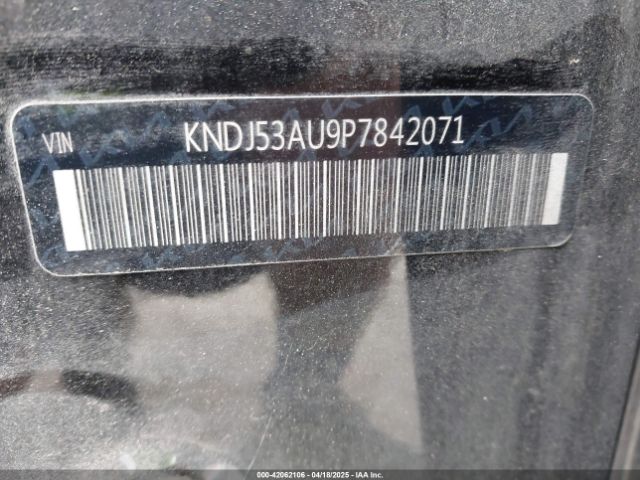 VIN KNDJ53AU9P7842071
000-42062106 - 04/18/2025 - IAA Inc.